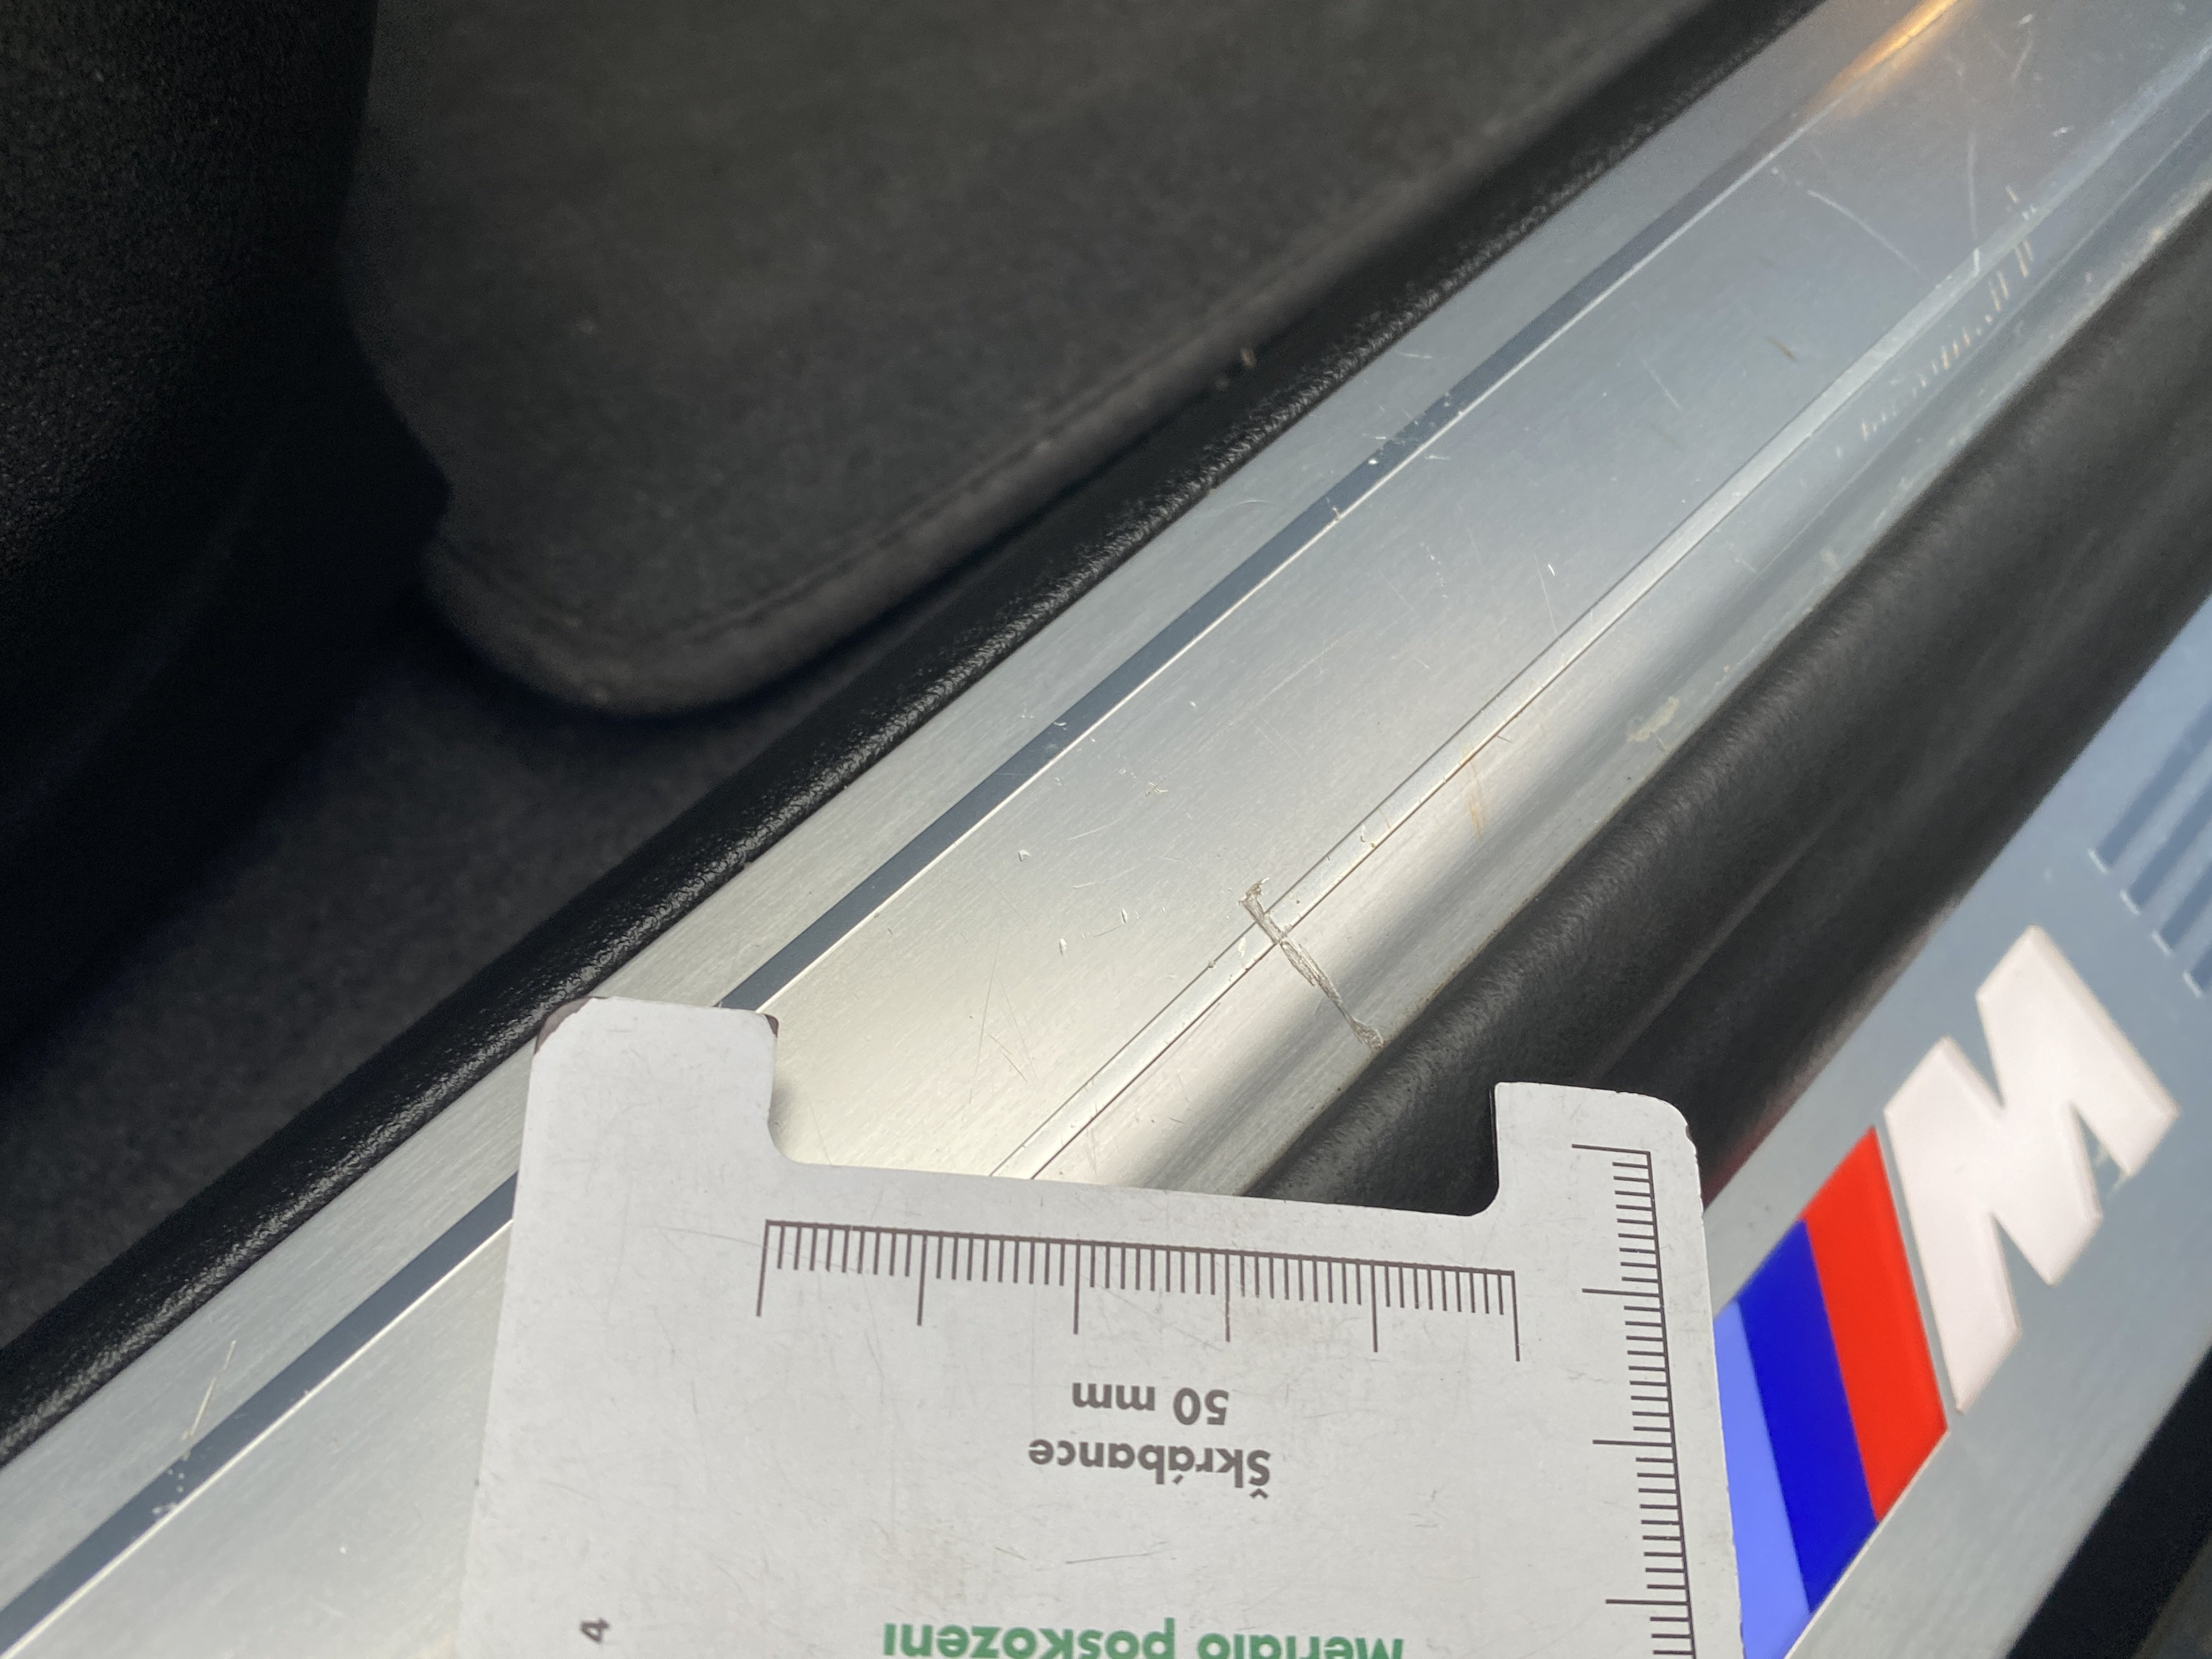 M
50 mm
Škrábance
Měřidlo poškození
4